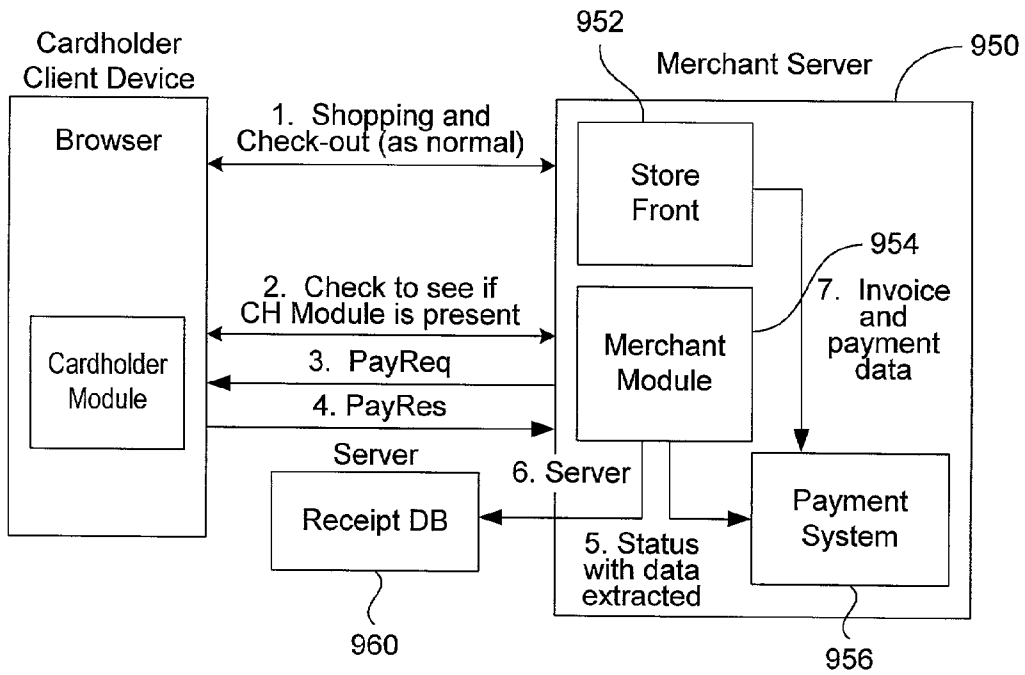 952
950
Cardholder
Client Device
Merchant Server
Browser
1. Shopping and
Check-out (as normal)
Store
Front
954
2. Check to see if
CH Module is present
7. Invoice
and
payment
data
Cardholder
Module
3. PayReq
Merchant
Module
4. PayRes
Server
6. Server
Receipt DB
Payment
System
5. Status
with data
extracted
960
956